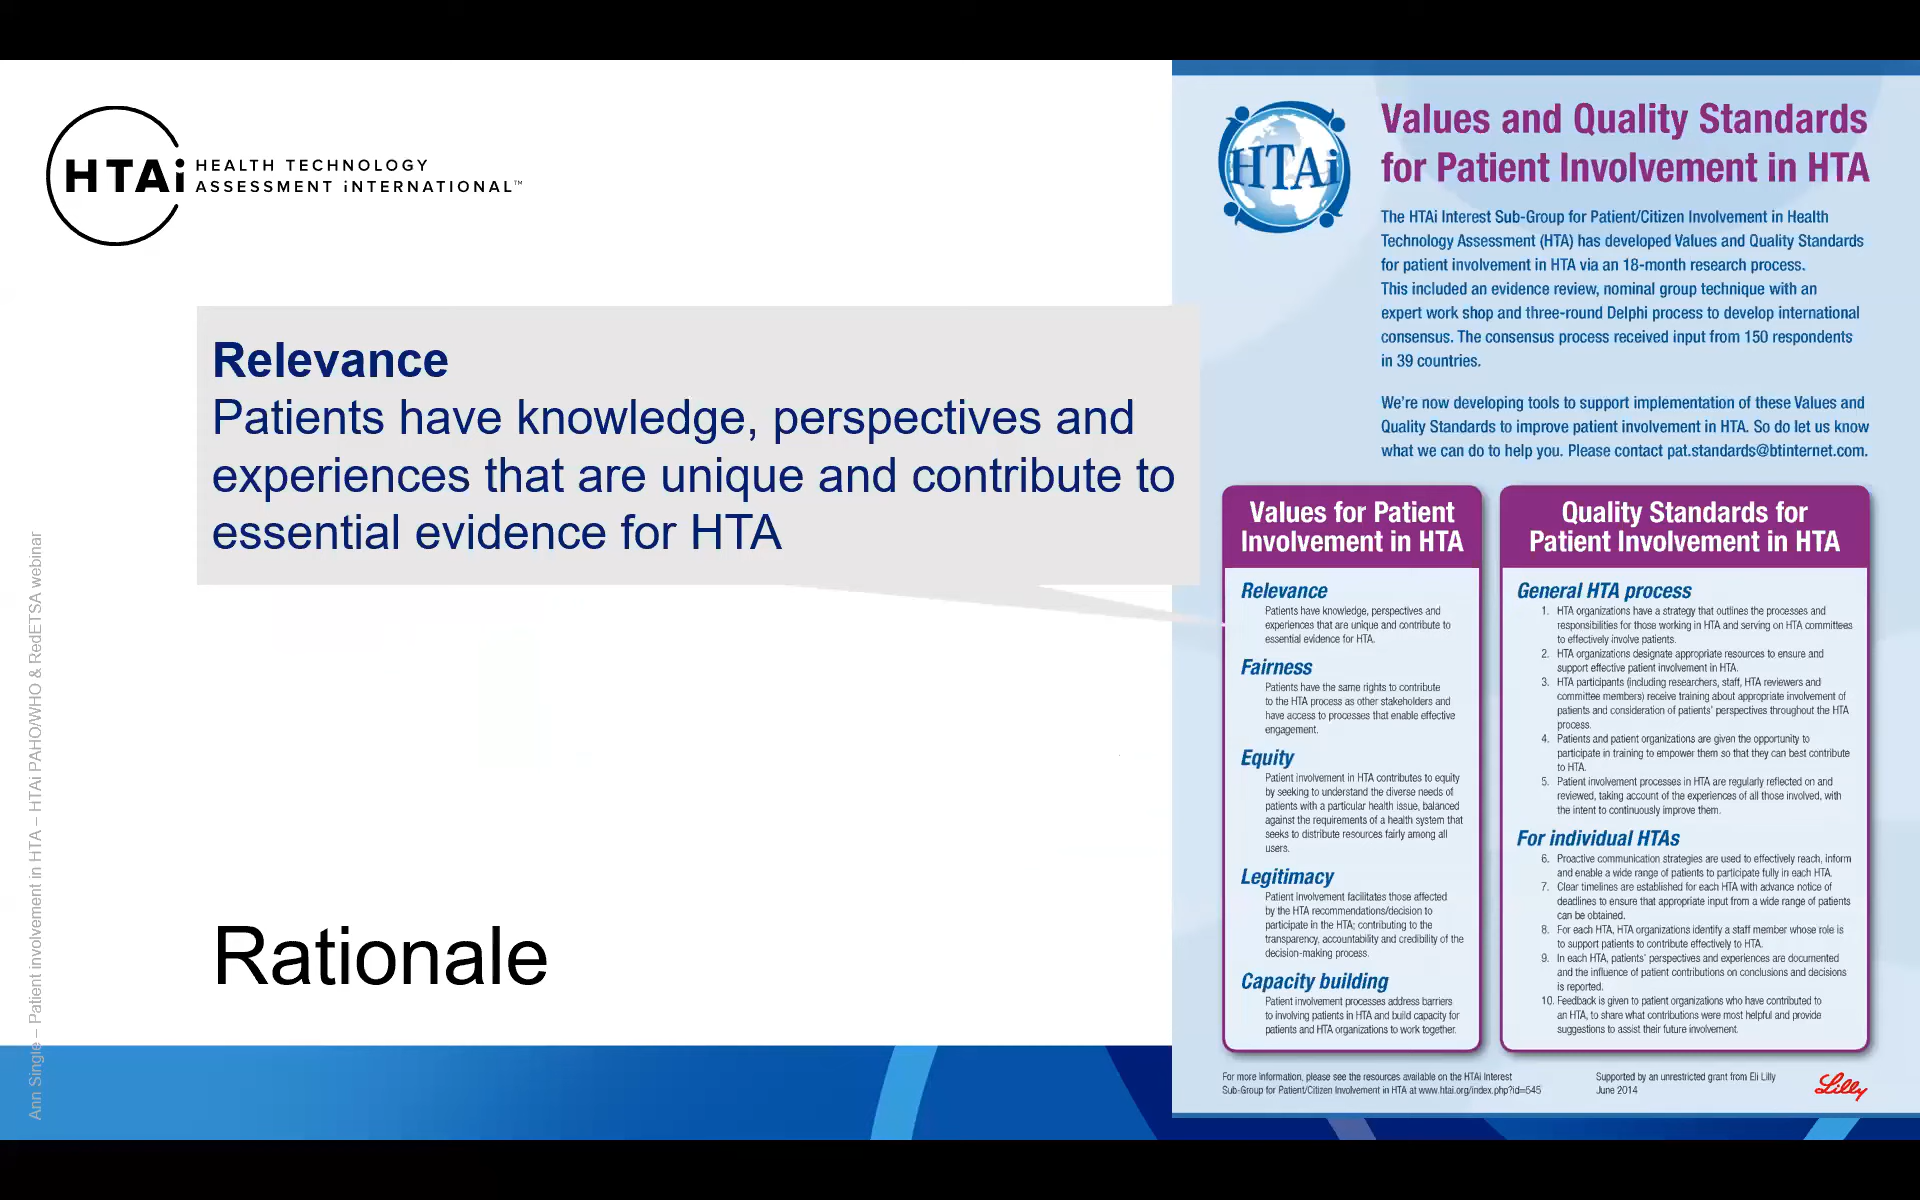 HTAi HEALTH TECHNOLOGY
ASSESSMENT iNTERNATIONAL™
Relevance
Patients have knowledge, perspectives and
experiences that are unique and contribute to
essential evidence for HTA
Rationale
Ann Single – Patient involvement in HTA – HTAi PAHO/WHO & RedETSA webinar
HTAi
Values and Quality Standards
for Patient Involvement in HTA
The HTAi Interest Sub-Group for Patient/Citizen Involvement in Health
Technology Assessment (HTA) has developed Values and Quality Standards
for patient involvement in HTA via an 18-month research process.
This included an evidence review, nominal group technique with an
expert work shop and three-round Delphi process to develop international
consensus. The consensus process received input from 150 respondents
in 39 countries.
We're now developing tools to support implementation of these Values and
Quality Standards to improve patient involvement in HTA. So do let us know
what we can do to help you. Please contact pat.standards@btinternet.com.
Values for Patient
Involvement in HTA
Relevance
Patients have knowledge, perspectives and
experiences that are unique and contribute to
essential evidence for HTA.
Fairness
Patients have the same rights to contribute
to the HTA process as other stakeholders and
have access to processes that enable effective
engagement.
Equity
Patient involvement in HTA contributes to equity
by seeking to understand the diverse needs of
patients with a particular health issue, balanced
against the requirements of a health system that
seeks to distribute resources fairly among all
users.
Legitimacy
Patient involvement facilitates those affected
by the HTA recommendations/decision to
participate in the HTA; contributing to the
transparency, accountability and credibility of the
decision-making process.
Capacity building
Patient involvement processes address barriers
to involving patients in HTA and build capacity for
patients and HTA organizations to work together.
Quality Standards for
Patient Involvement in HTA
General HTA process
1. HTA organizations have a strategy that outlines the processes and
responsibilities for those working in HTA and serving on HTA committees
to effectively involve patients.
2. HTA organizations designate appropriate resources to ensure and
support effective patient involvement in HTA.
3. HTA participants (including researchers, staff, HTA reviewers and
committee members) receive training about appropriate involvement of
patients and consideration of patients' perspectives throughout the HTA
process.
4. Patients and patient organizations are given the opportunity to
participate in training to empower them so that they can best contribute
to HTA.
5. Patient involvement processes in HTA are regularly reflected on and
reviewed, taking account of the experiences of all those involved, with
the intent to continuously improve them.
For individual HTAs
6. Proactive communication strategies are used to effectively reach, inform
and enable a wide range of patients to participate fully in each HTA.
7. Clear timelines are established for each HTA with advance notice of
deadlines to ensure that appropriate input from a wide range of patients
can be obtained.
8. For each HTA, HTA organizations identify a staff member whose role is
to support patients to contribute effectively to HTA.
9. In each HTA, patients' perspectives and experiences are documented
and the influence of patient contributions on conclusions and decisions
is reported.
10. Feedback is given to patient organizations who have contributed to
an HTA, to share what contributions were most helpful and provide
suggestions to assist their future involvement.
For more information, please see the resources available on the HTAi Interest
Sub-Group for Patient/Citizen Involvement in HTA at www.htai.org/index.php?id=545
Supported by an unrestricted grant from Eli Lilly
June 2014
Lilly